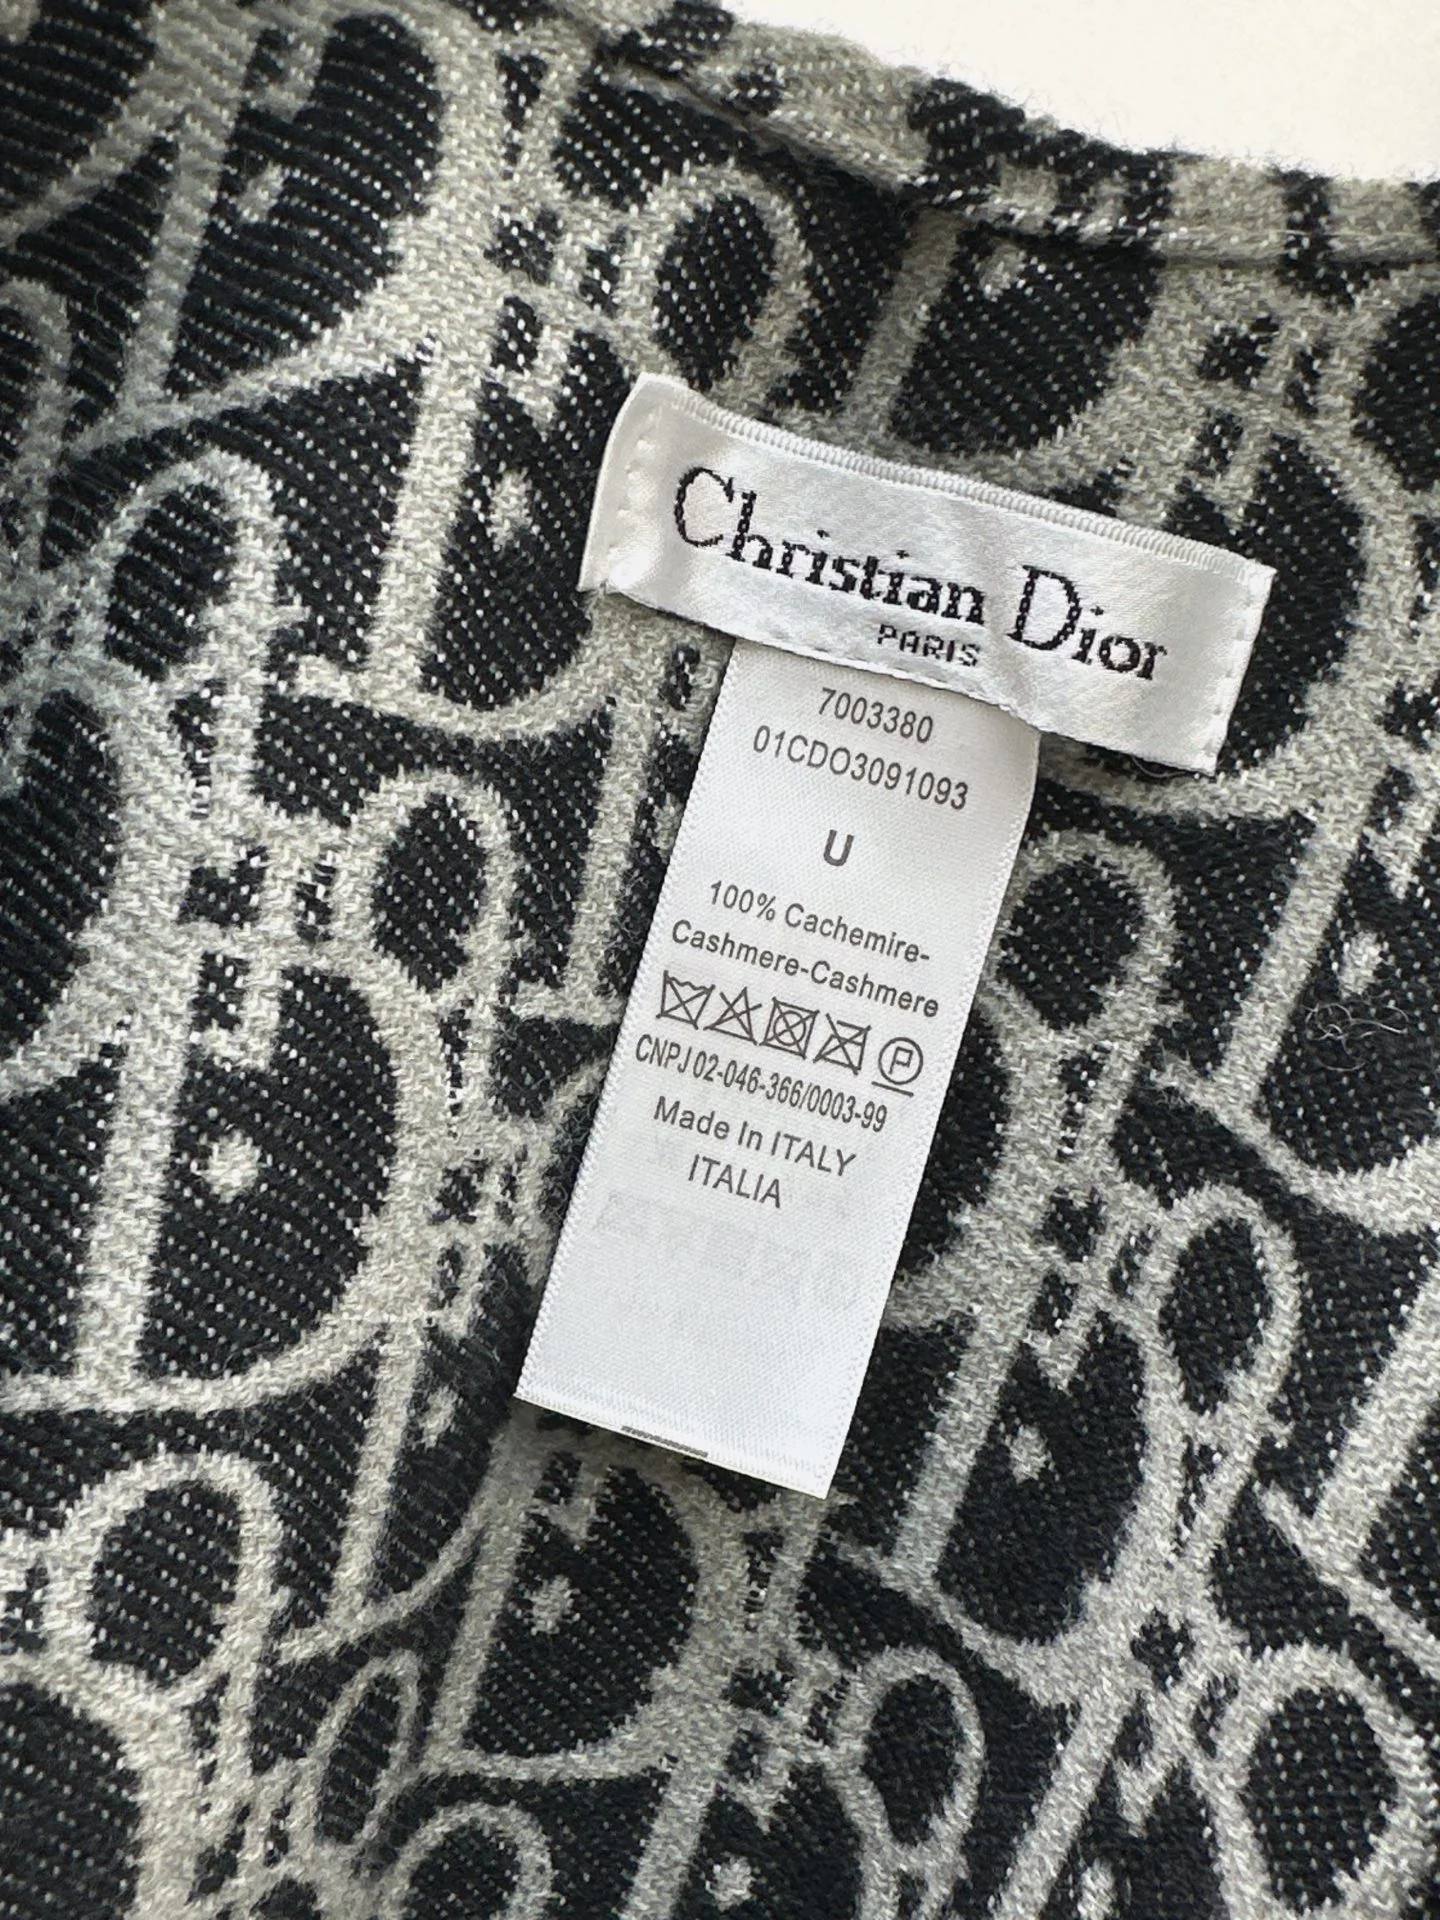 Christian Dior
PARIS
7003380
01CDO3091093
U
100% Cachemire-
Cashmere-Cashmere
P
CNPJ 02-046-366/0003-99
Made In ITALY
ITALIA